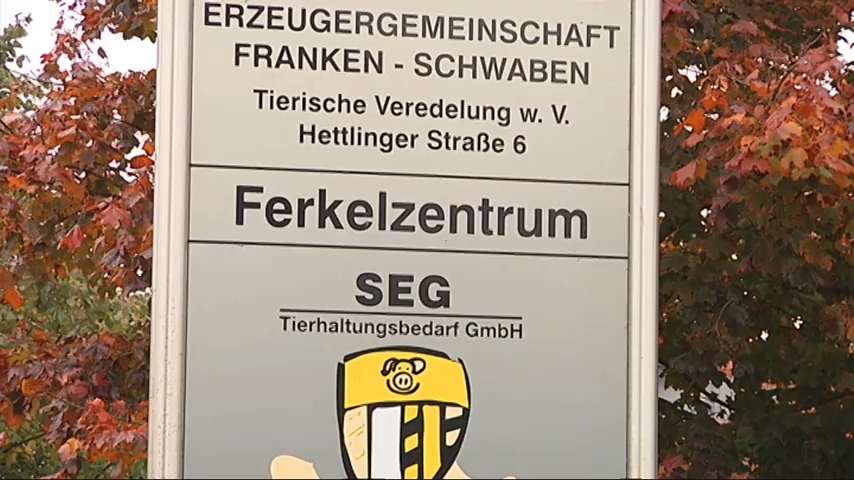 ERZEUGERGEMEINSCHAFT
FRANKEN - SCHWABEN
Tierische Veredelung w. V.
Hettlinger Straße 6
Ferkelzentrum
SEG
Tierhaltungsbedarf GmbH